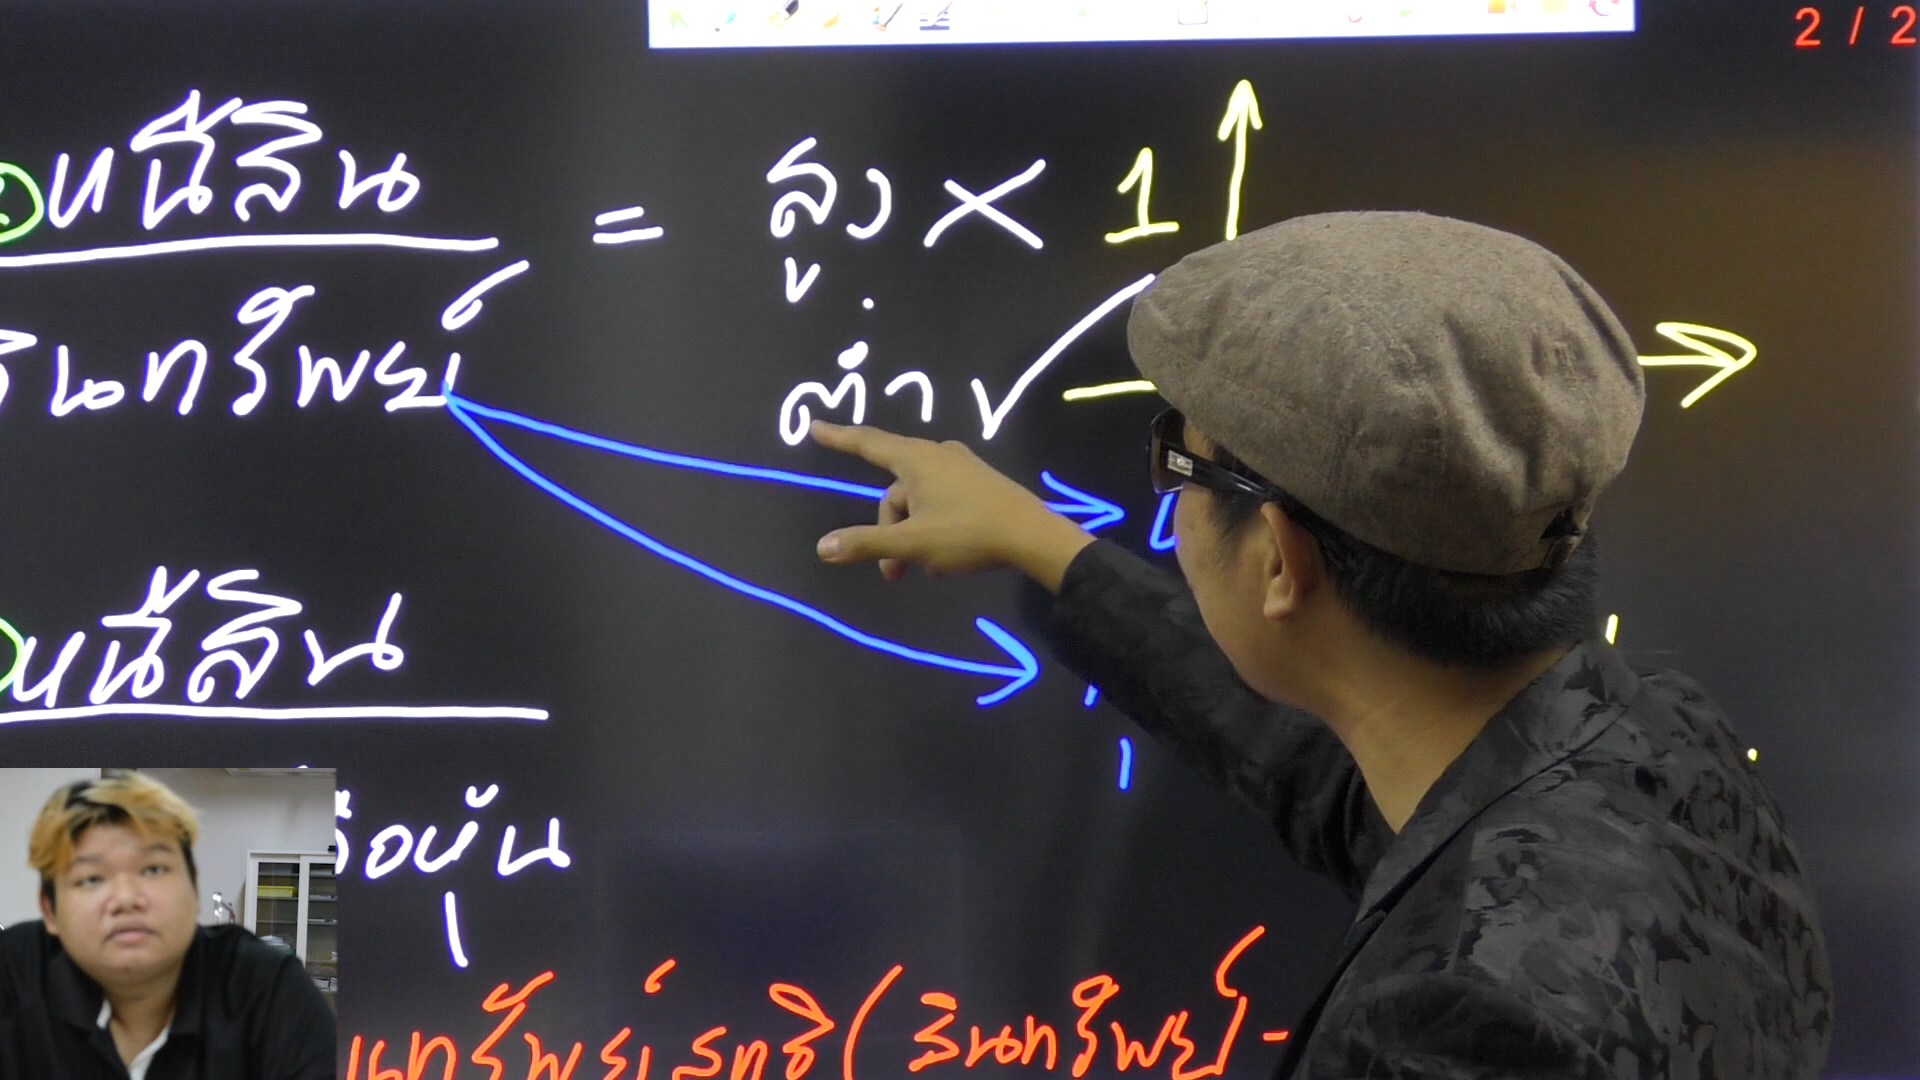 2 / 2
หนี้สิน = สูง × 1
สินทรัพย์ ต่ำ ✓
หนี้สิน
ถือหุ้น
สินทรัพย์สุทธิ (สินทรัพย์ -